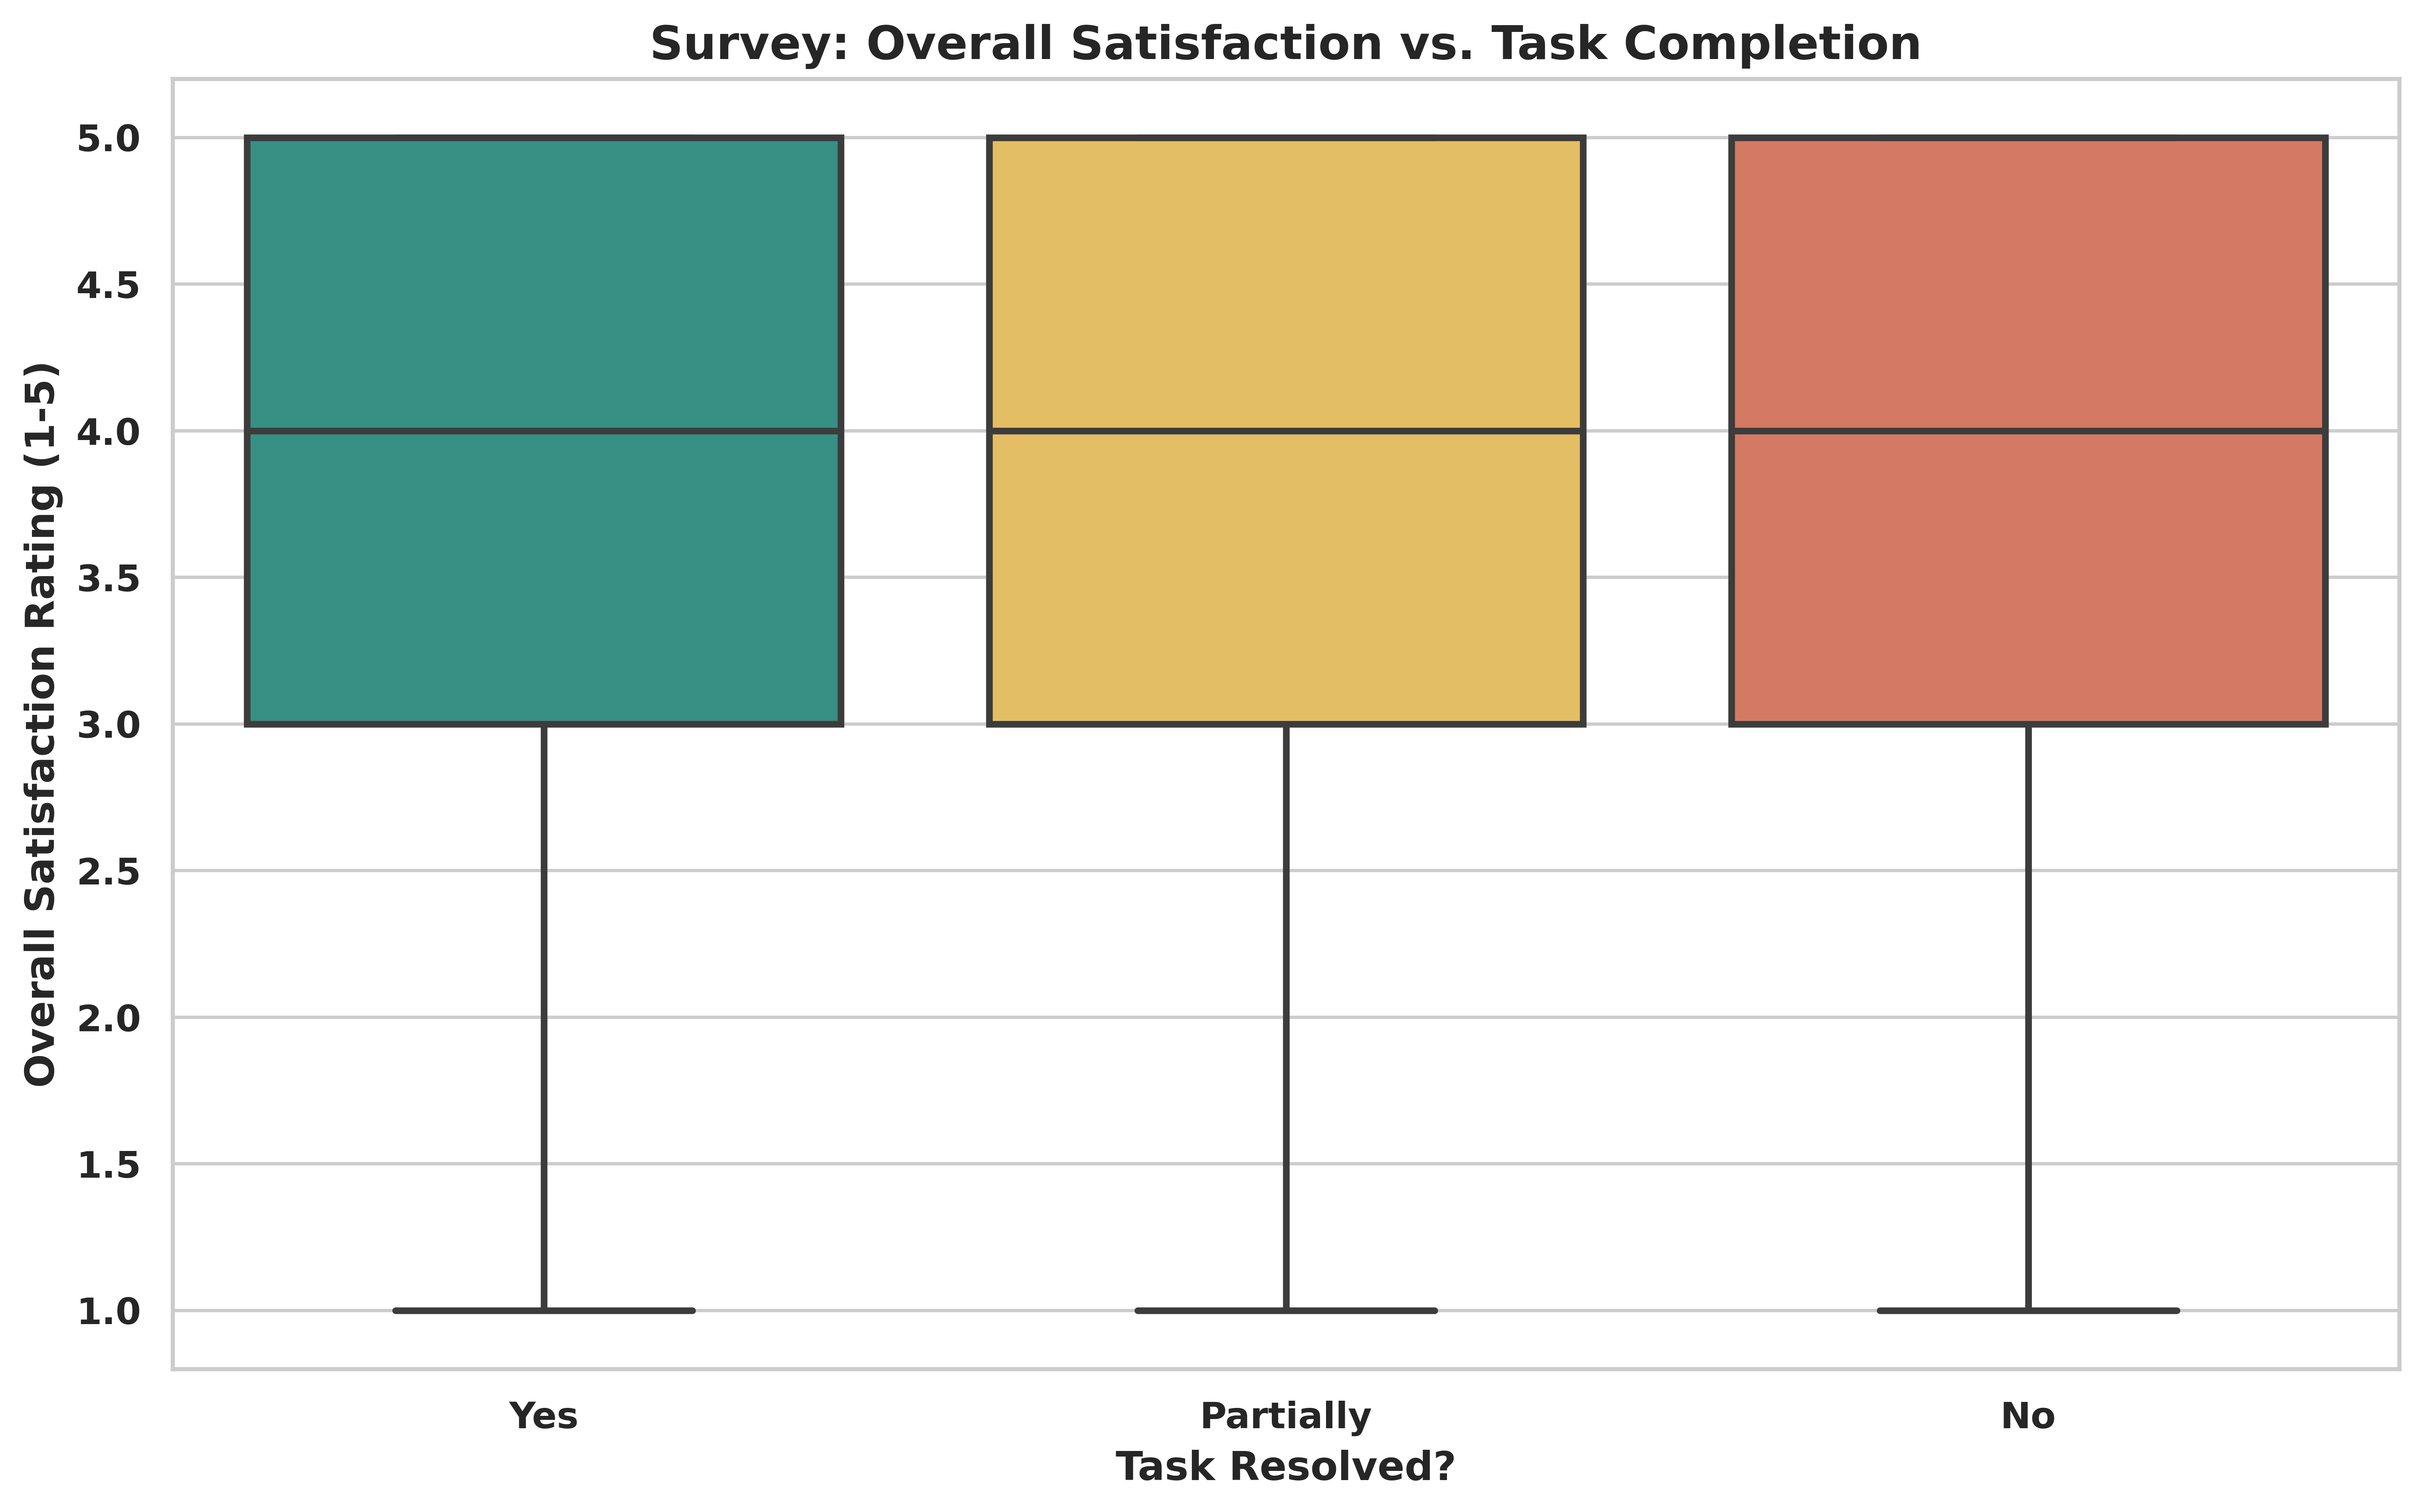 Survey: Overall Satisfaction vs. Task Completion
Overall Satisfaction Rating (1-5)
5.0
4.5
4.0
3.5
3.0
2.5
2.0
1.5
1.0
Yes
Partially
No
Task Resolved?